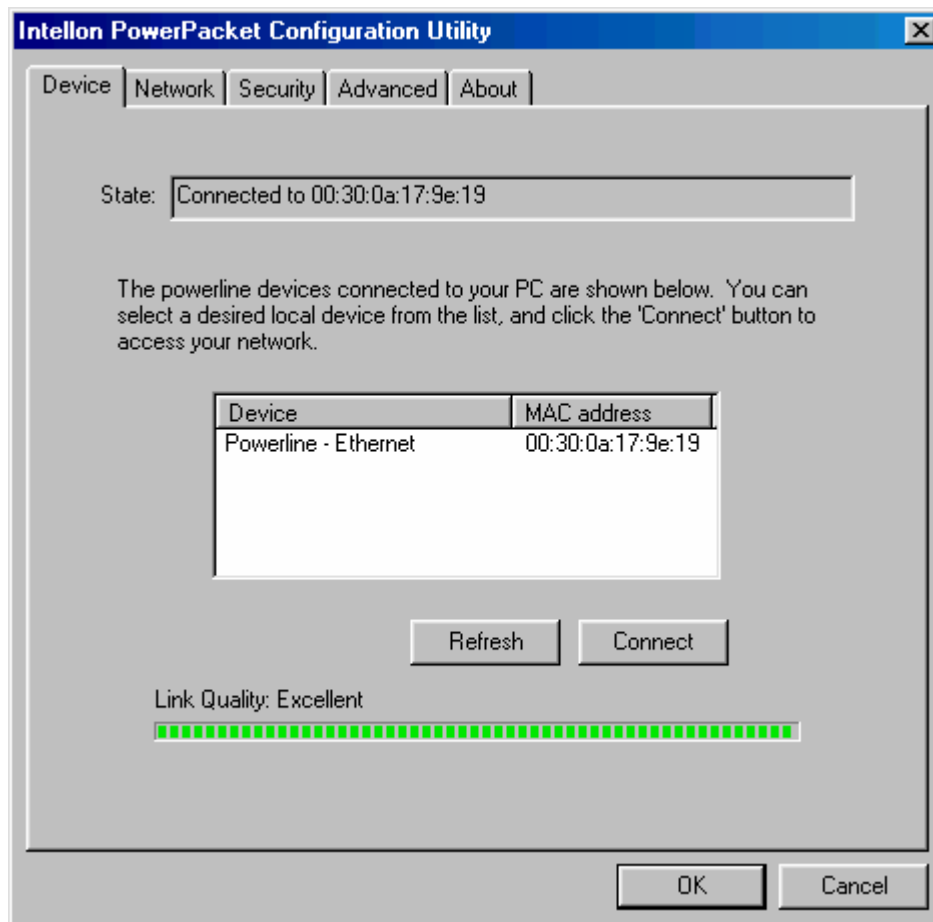 Intellon PowerPacket Configuration Utility
Device Network Security Advanced About
State: Connected to 00:30:0a:17:9e:19
The powerline devices connected to your PC are shown below. You can
select a desired local device from the list, and click the 'Connect' button to
access your network.
Device MAC address
Powerline - Ethernet 00:30:0a:17:9e:19
Refresh Connect
Link Quality: Excellent
OK Cancel